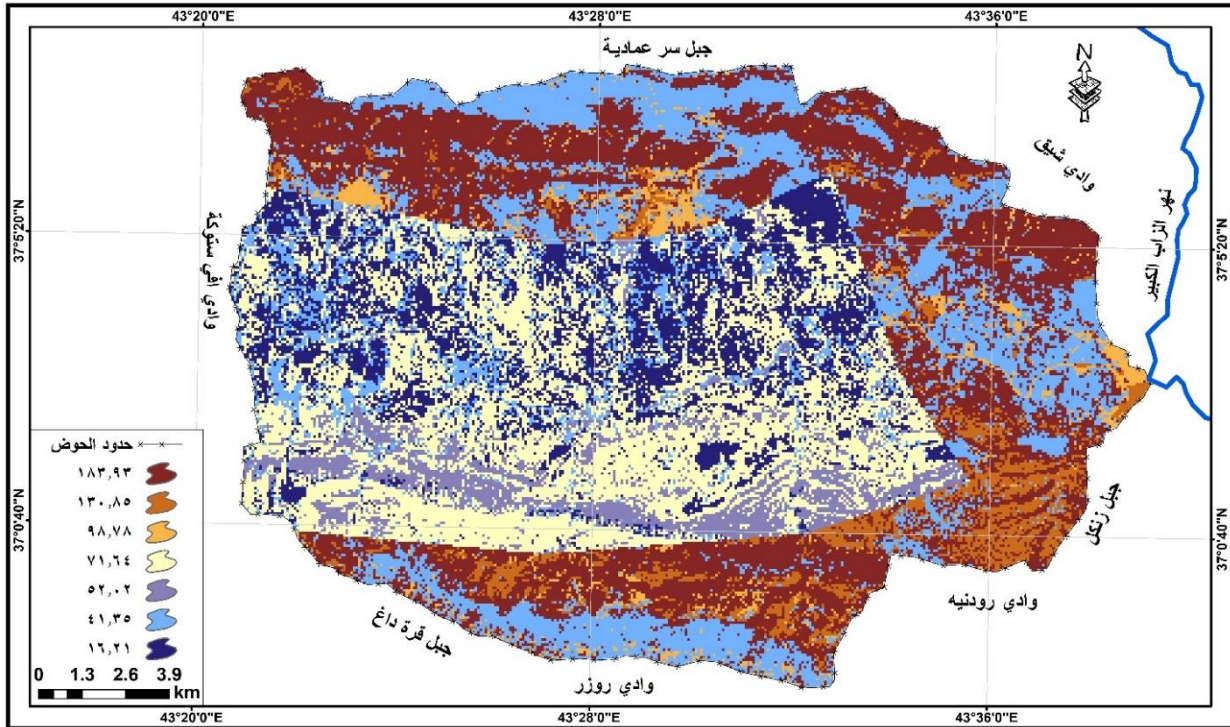 43°20'0"E
43°28'0"E
43°36'0"E
جبل سر عمادية
N
وادي شيق
نهر الزاب الكبير
37°5'20"N
37°5'20"N
وادي افي ستوكة
حدود الحوض
١٨٣,٩٣
١٣٠,٨٥
٩٨,٧٨
٧١,٦٤
٥٢,٠٢
٤١,٣٥
١٦,٢١
37°0'40"N
37°0'40"N
جبل زنكل
وادي رودنيه
جبل قرة داغ
وادي روزر
0 1.3 2.6 3.9
km
43°20'0"E
43°28'0"E
43°36'0"E